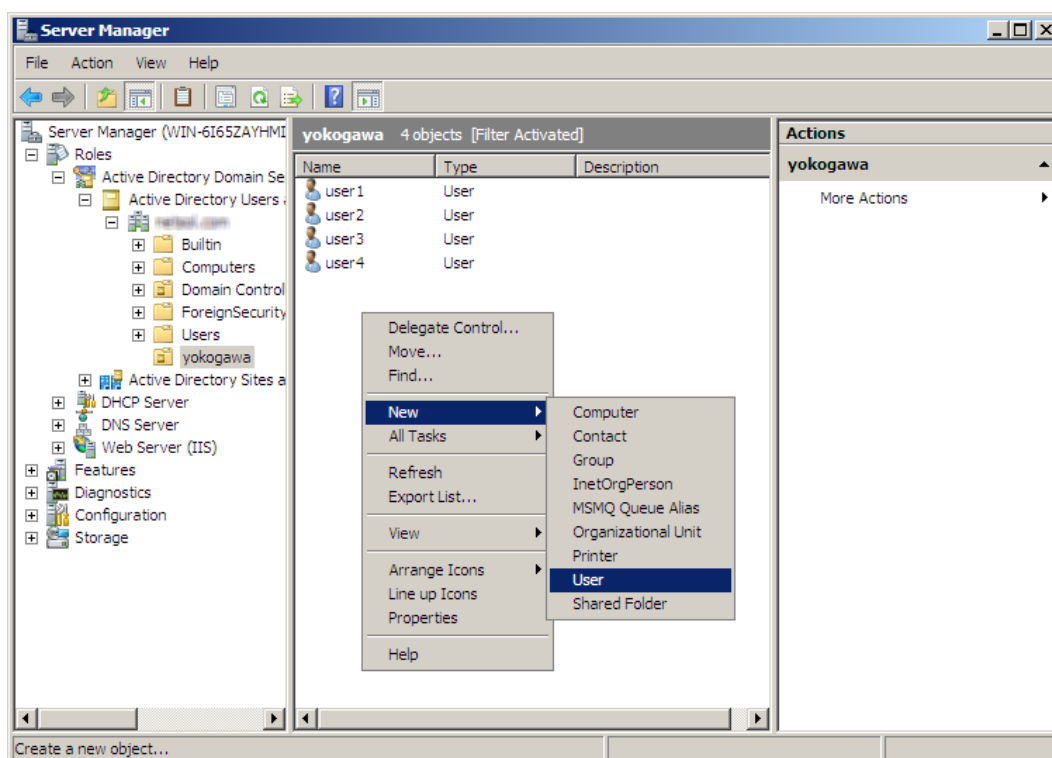 Server Manager
File Action View Help
Server Manager (WIN-6I65ZAYHMI
Roles
Active Directory Domain Se
Active Directory Users
Builtin
Computers
Domain Control
ForeignSecurity
Users
yokogawa
Active Directory Sites a
DHCP Server
DNS Server
Web Server (IIS)
Features
Diagnostics
Configuration
Storage
yokogawa 4 objects [Filter Activated]
Name Type Description
user1 User
user2 User
user3 User
user4 User
Delegate Control...
Move...
Find...
New
All Tasks
Refresh
Export List...
View
Arrange Icons
Line up Icons
Properties
Help
Computer
Contact
Group
InetOrgPerson
MSMQ Queue Alias
Organizational Unit
Printer
User
Shared Folder
Actions
yokogawa
More Actions
Create a new object...